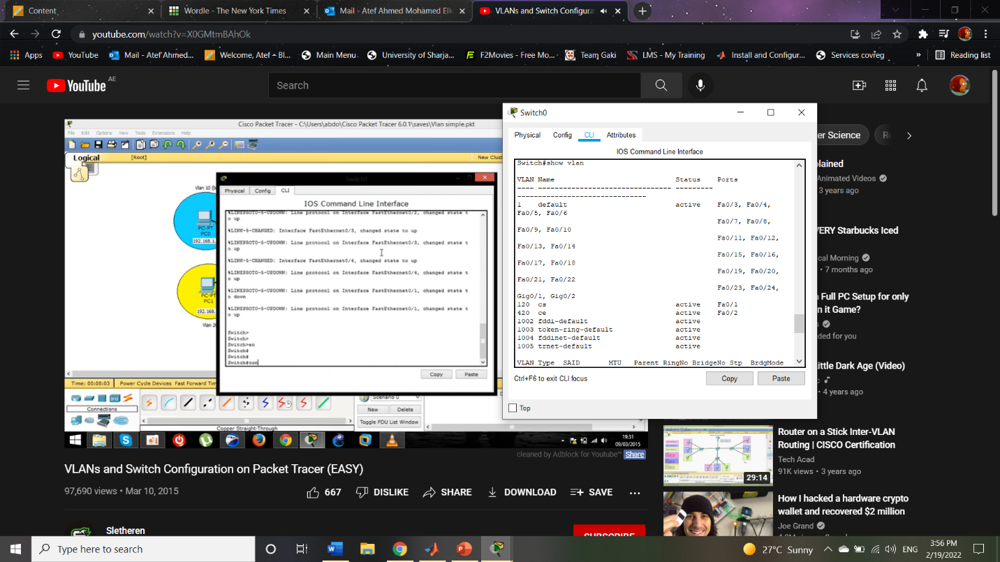 Content
Wordle - The New York Times
Mail - Atef Ahmed Mohamed Elk
VLANs and Switch Configura
youtube.com/watch?v=X0GMtmBAhOk
Apps
YouTube
Mail - Atef Ahmed...
Welcome, Atef – Bl...
Main Menu
University of Sharja...
F2Movies - Free Mo...
Team Gaki
LMS - My Training
Install and Configur...
Services covreg
»
Reading list
YouTube AE
Search
Cisco Packet Tracer - C:\Users\abdo\Cisco Packet Tracer 6.0.1\saves\Vlan simple.pkt
File Edit Options View Tools Extensions Help
Logical
[Root]
New Clus
Vlan 10 (b
PC-PT
PC0
192.168.1.
PC-PT
PC1
192.168.
Vlan 20
Switch1
Physical Config CLI
IOS Command Line Interface
%LINEPROTO-5-UPDOWN: Line protocol on Interface FastEthernet0/2, changed state t
o up
%LINK-5-CHANGED: Interface FastEthernet0/3, changed state to up
%LINEPROTO-5-UPDOWN: Line protocol on Interface FastEthernet0/3, changed state t
o up
%LINK-5-CHANGED: Interface FastEthernet0/4, changed state to up
%LINEPROTO-5-UPDOWN: Line protocol on Interface FastEthernet0/4, changed state t
o up
%LINEPROTO-5-UPDOWN: Line protocol on Interface FastEthernet0/1, changed state t
o down
%LINEPROTO-5-UPDOWN: Line protocol on Interface FastEthernet0/1, changed state t
o up
Switch>
Switch>
Switch>en
Switch#
Switch#
Switch#con
Copy
Paste
Time: 00:08:03
Power Cycle Devices Fast Forward Tim
Connections
Scenario 0
New
Delete
Toggle PDU List Window
Copper Straight-Through
19:31
09/03/2015
cleaned by Adblock for Youtube™ Share
VLANs and Switch Configuration on Packet Tracer (EASY)
97,690 views • Mar 10, 2015
667
DISLIKE
SHARE
DOWNLOAD
SAVE
Sletheren
SUBSCRIBE
Switch0
Physical Config CLI Attributes
IOS Command Line Interface
Switch#show vlan
VLAN Name Status Ports
---- -------------------------------- ---------
-------------------------------
1 default active Fa0/3, Fa0/4,
Fa0/5, Fa0/6
Fa0/7, Fa0/8,
Fa0/9, Fa0/10
Fa0/11, Fa0/12,
Fa0/13, Fa0/14
Fa0/15, Fa0/16,
Fa0/17, Fa0/18
Fa0/19, Fa0/20,
Fa0/21, Fa0/22
Fa0/23, Fa0/24,
Gig0/1, Gig0/2
120 cs active Fa0/1
420 ce active Fa0/2
1002 fddi-default active
1003 token-ring-default active
1004 fddinet-default active
1005 trnet-default active
VLAN Type SAID MTU Parent RingNo BridgeNo Stp BrdgMode
Ctrl+F6 to exit CLI focus
Copy
Paste
Top
er Science
Re
lained
Animated Videos
3 years ago
VERY Starbucks Iced
cal Morning
• 7 months ago
Full PC Setup for only
n it Game?
s
ded for you
ittle Dark Age (Video)
• 4 years ago
29:14
Router on a Stick Inter-VLAN
Routing | CISCO Certification
Tech Acad
91K views • 3 years ago
How I hacked a hardware crypto
wallet and recovered $2 million
Joe Grand
Type here to search
27°C Sunny
ENG
3:56 PM
2/19/2022